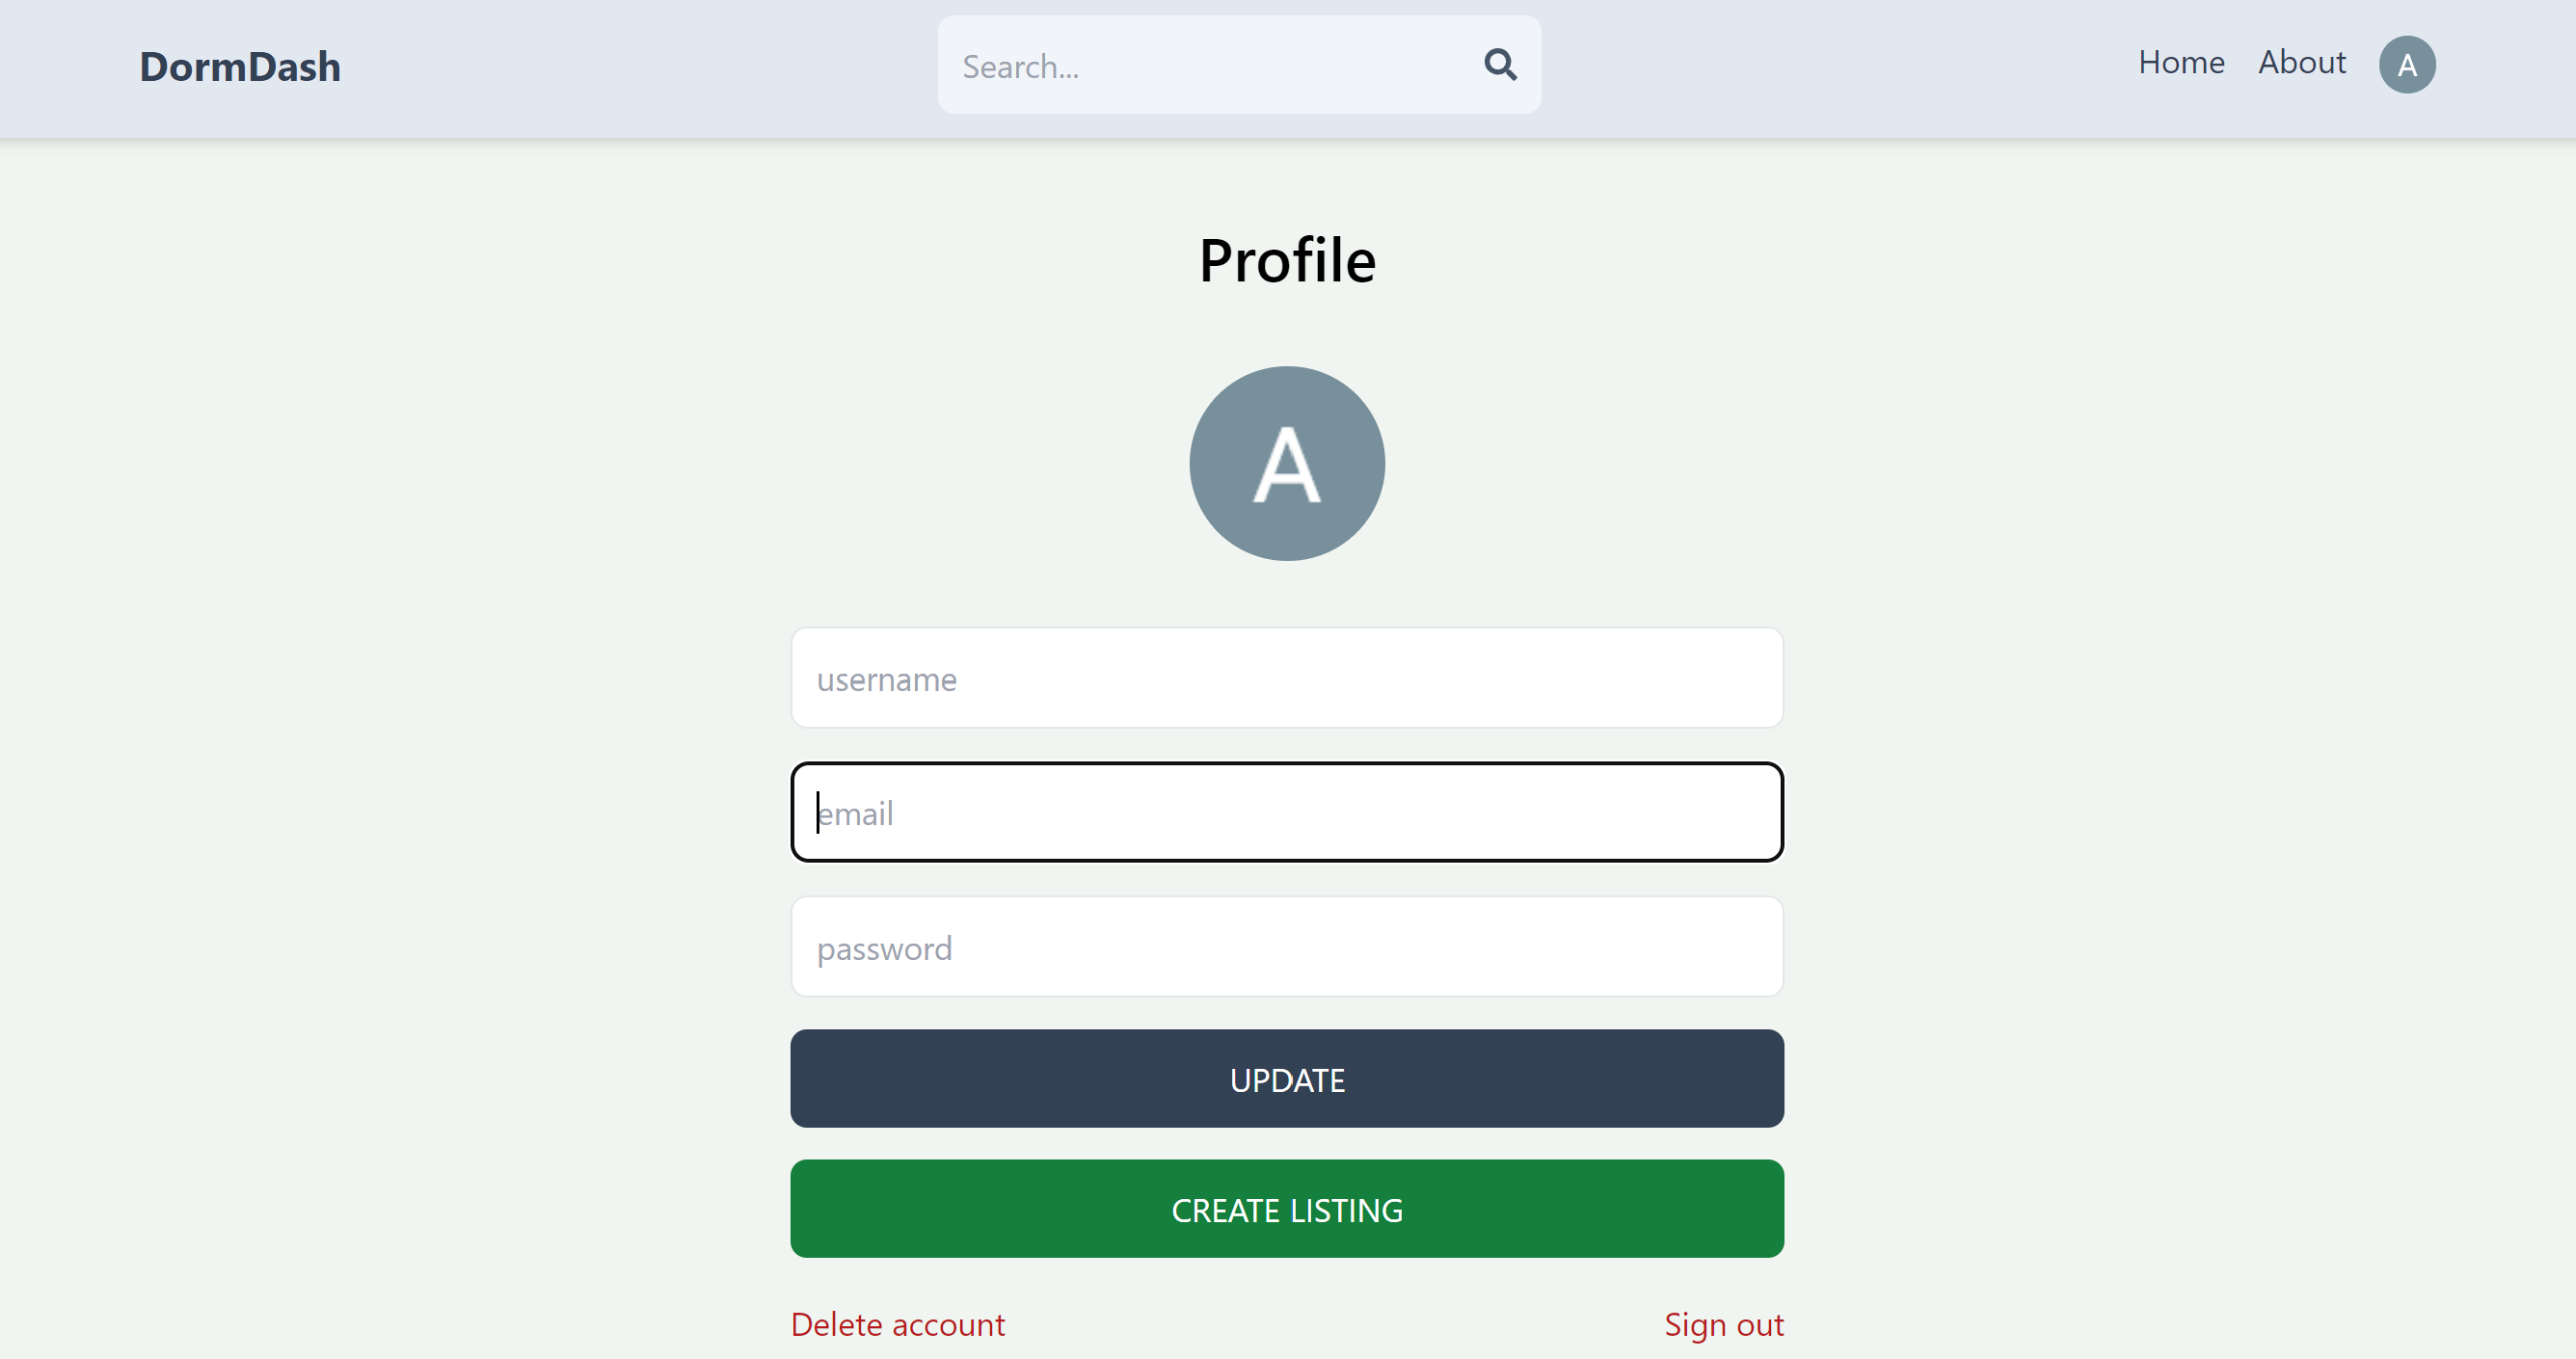 DormDash
Search...
Home About A
Profile
A
username
email
password
UPDATE
CREATE LISTING
Delete account Sign out